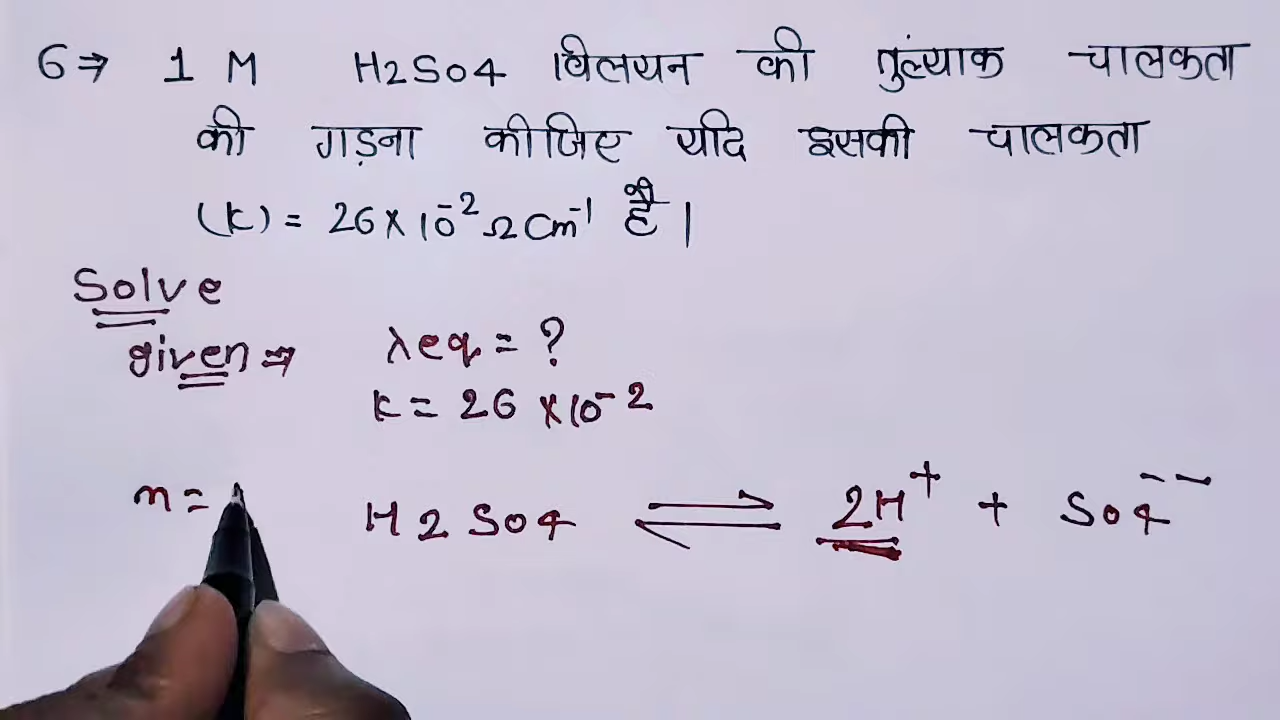 6⇒ 1 M H2SO4 विलयन की तुल्यांक चालकता
की गड़ना कीजिए यदि इसकी चालकता
(K) = 26×10⁻² Ω cm⁻¹ की है।
Solve
given ⇒ λeq = ?
K = 26 ×10⁻²
n = H2SO4 ⇌ 2H⁺ + SO4⁻⁻